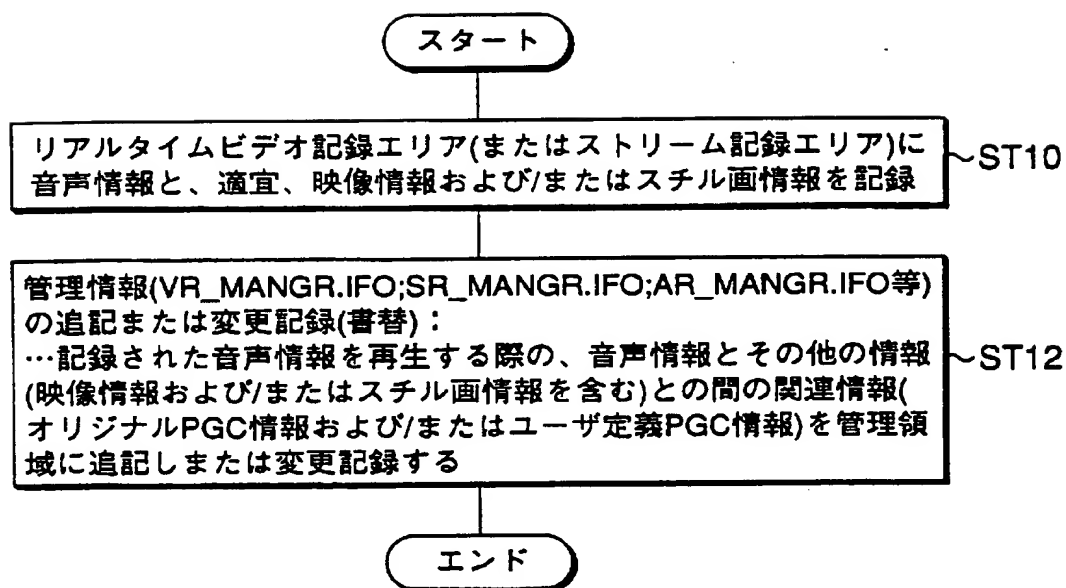 スタート
リアルタイムビデオ記録エリア(またはストリーム記録エリア)に
音声情報と、適宜、映像情報および/またはスチル画情報を記録
~ST10
管理情報(VR_MANGR.IFO;SR_MANGR.IFO;AR_MANGR.IFO等)
の追記または変更記録(書替)：
…記録された音声情報を再生する際の、音声情報とその他の情報
(映像情報および/またはスチル画情報を含む)との間の関連情報(
オリジナルPGC情報および/またはユーザ定義PGC情報)を管理領
域に追記しまたは変更記録する
~ST12
エンド